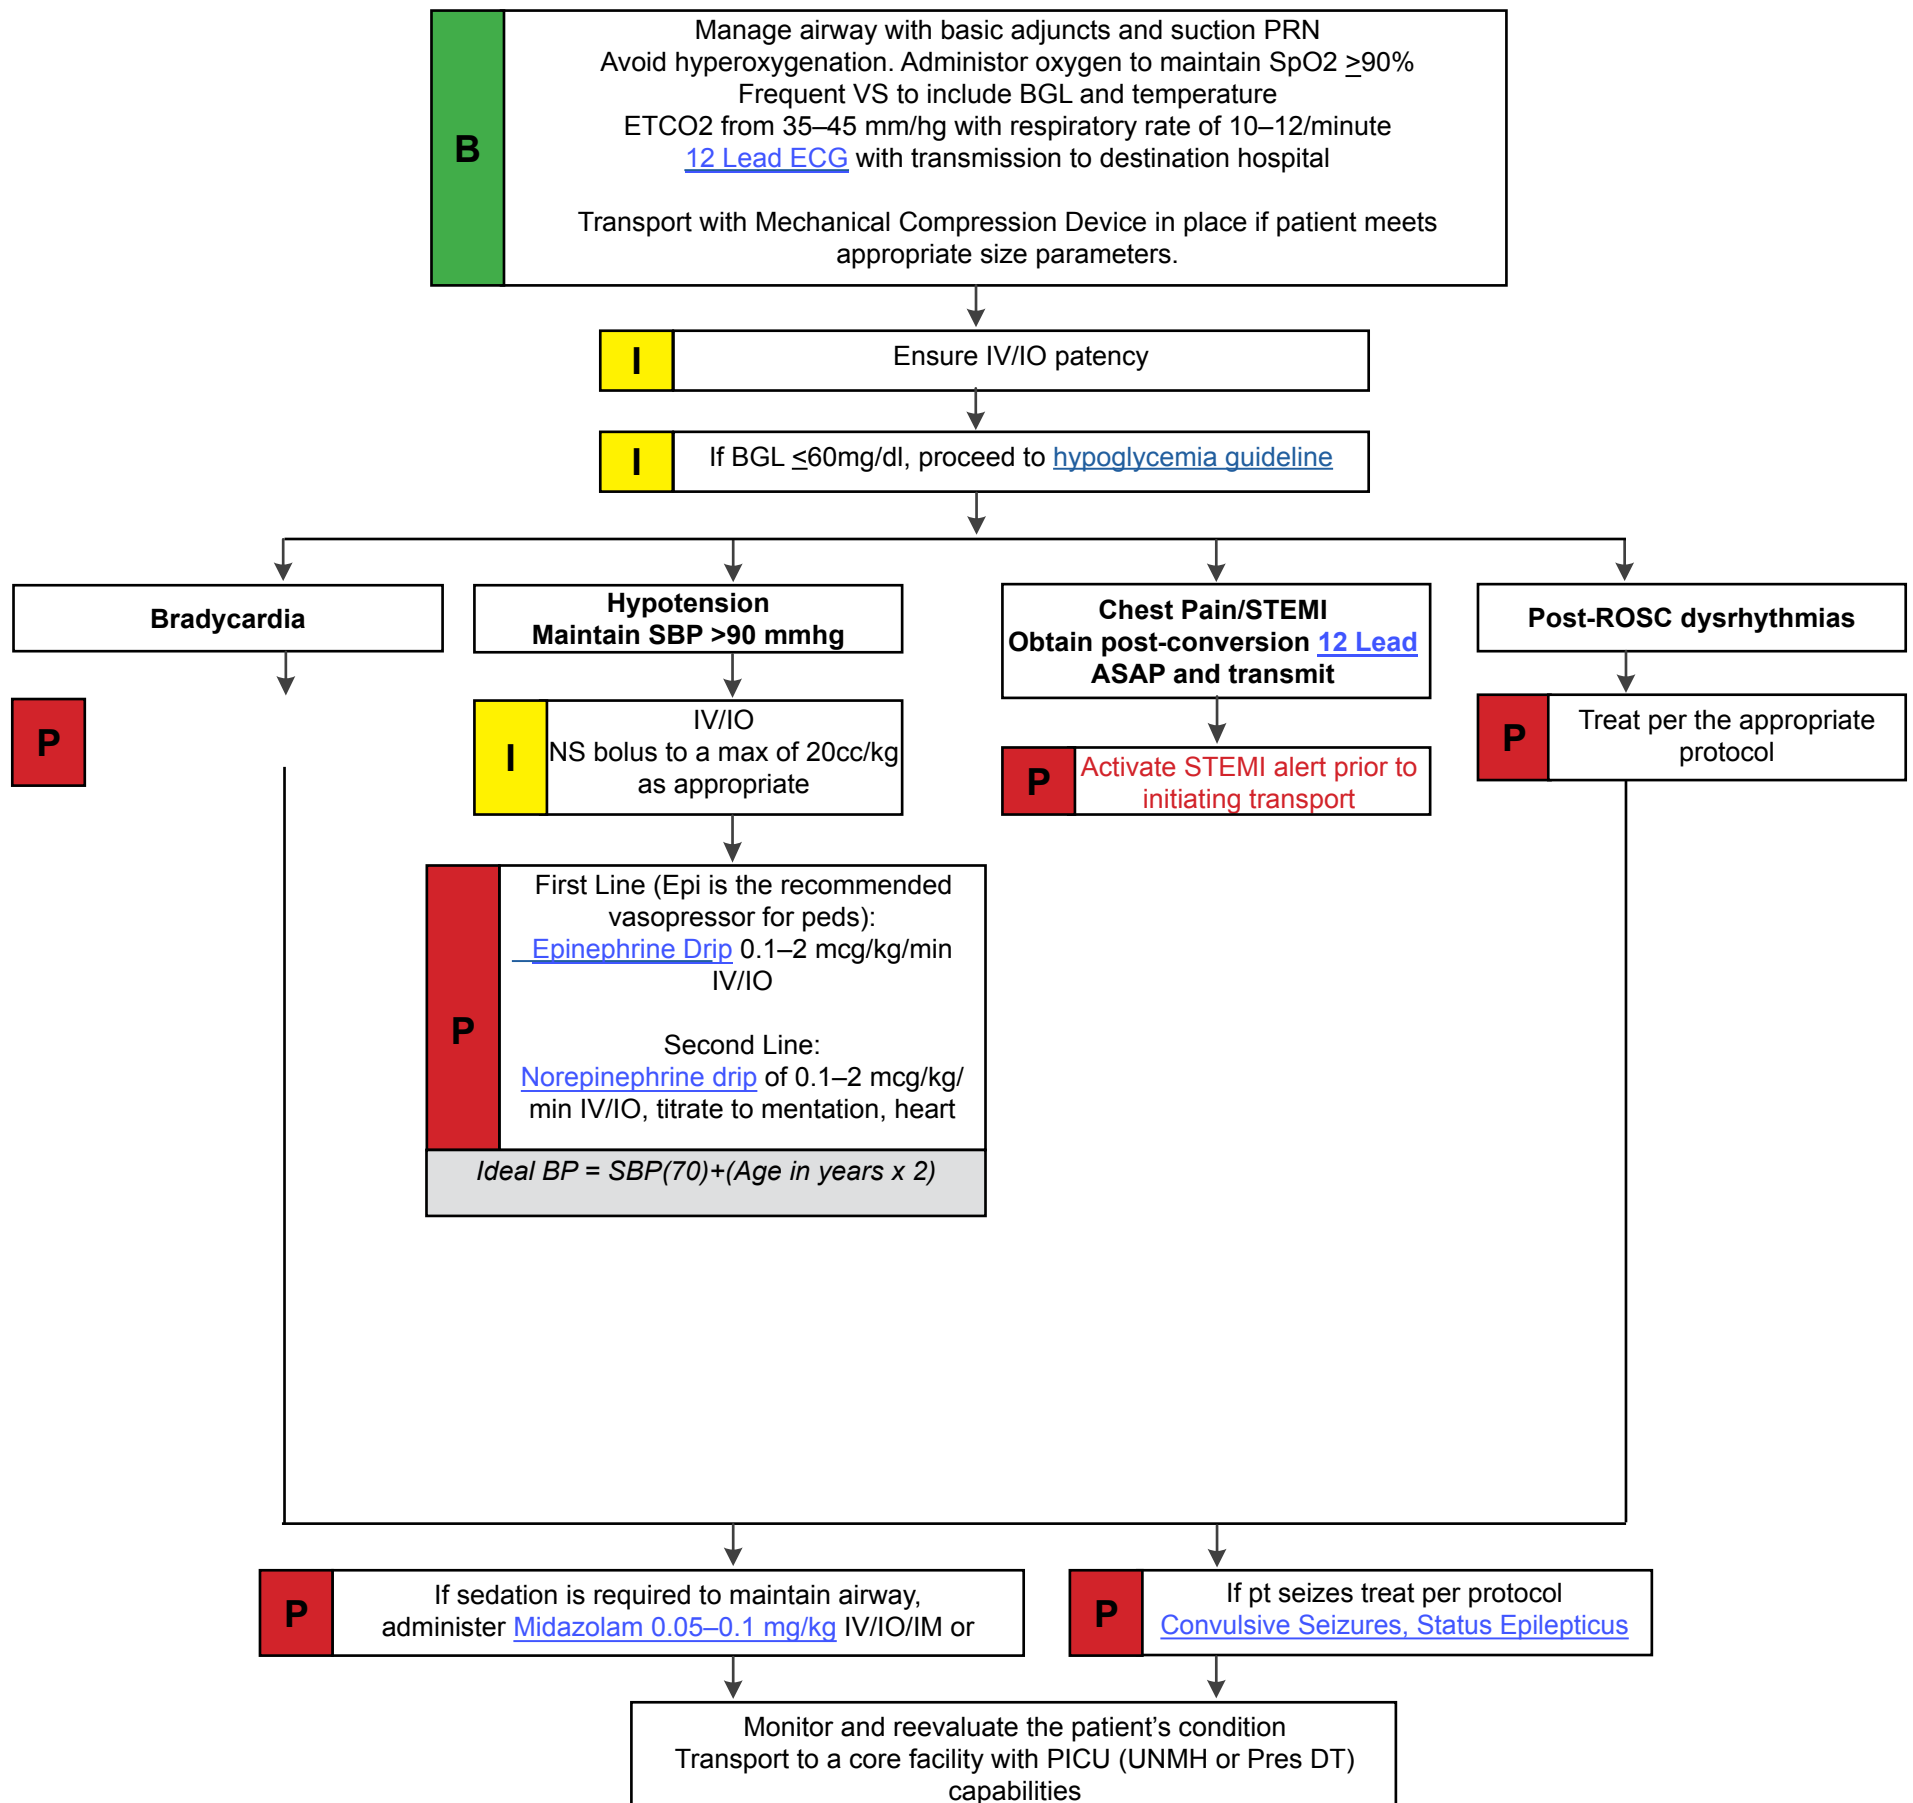 B
Manage airway with basic adjuncts and suction PRN
Avoid hyperoxygenation. Administor oxygen to maintain SpO2 >90%
Frequent VS to include BGL and temperature
ETCO2 from 35–45 mm/hg with respiratory rate of 10–12/minute
12 Lead ECG with transmission to destination hospital
Transport with Mechanical Compression Device in place if patient meets
appropriate size parameters.
I
Ensure IV/IO patency
I
If BGL <60mg/dl, proceed to hypoglycemia guideline
Bradycardia
P
Hypotension
Maintain SBP >90 mmhg
I
IV/IO
NS bolus to a max of 20cc/kg
as appropriate
P
First Line (Epi is the recommended
vasopressor for peds):
Epinephrine Drip 0.1–2 mcg/kg/min
IV/IO
Second Line:
Norepinephrine drip of 0.1–2 mcg/kg/
min IV/IO, titrate to mentation, heart
Ideal BP = SBP(70)+(Age in years x 2)
Chest Pain/STEMI
Obtain post-conversion 12 Lead
ASAP and transmit
P
Activate STEMI alert prior to
initiating transport
Post-ROSC dysrhythmias
P
Treat per the appropriate
protocol
P
If sedation is required to maintain airway,
administer Midazolam 0.05–0.1 mg/kg IV/IO/IM or
P
If pt seizes treat per protocol
Convulsive Seizures, Status Epilepticus
Monitor and reevaluate the patient’s condition
Transport to a core facility with PICU (UNMH or Pres DT)
capabilities